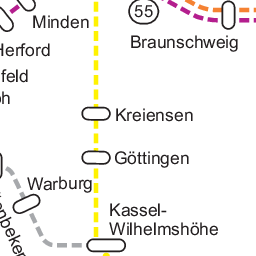 55
Minden
Braunschweig
Herford
Kreiensen
Göttingen
Warburg
Kassel-
Wilhelmshöhe